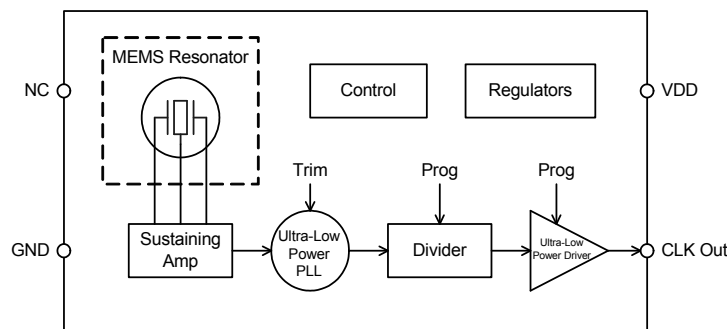 MEMS Resonator
NC
Control
Regulators
VDD
Trim
Prog
Prog
GND
Sustaining
Amp
Ultra-Low
Power
PLL
Divider
Ultra-Low
Power Driver
CLK Out